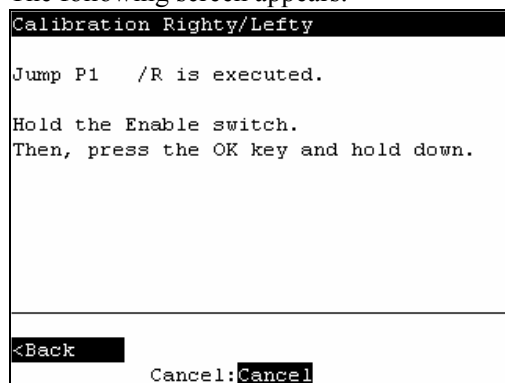 The following screen appears.
Calibration Righty/Lefty
Jump P1 /R is executed.
Hold the Enable switch.
Then, press the OK key and hold down.
<Back
Cancel:Cancel